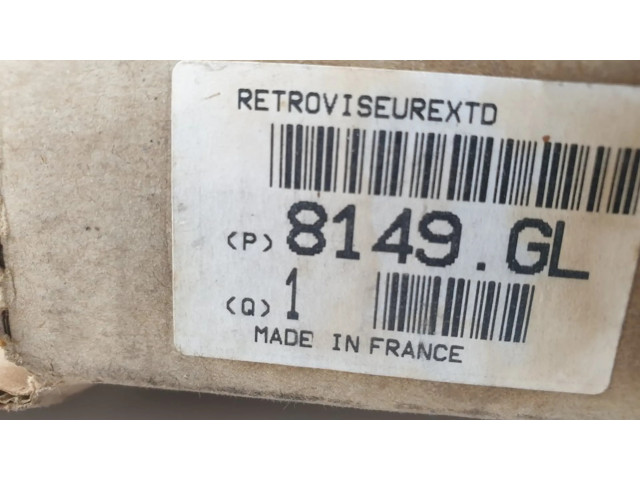 RETROVISEUREXTD
(P) 8149.GL
(Q) 1
MADE IN FRANCE